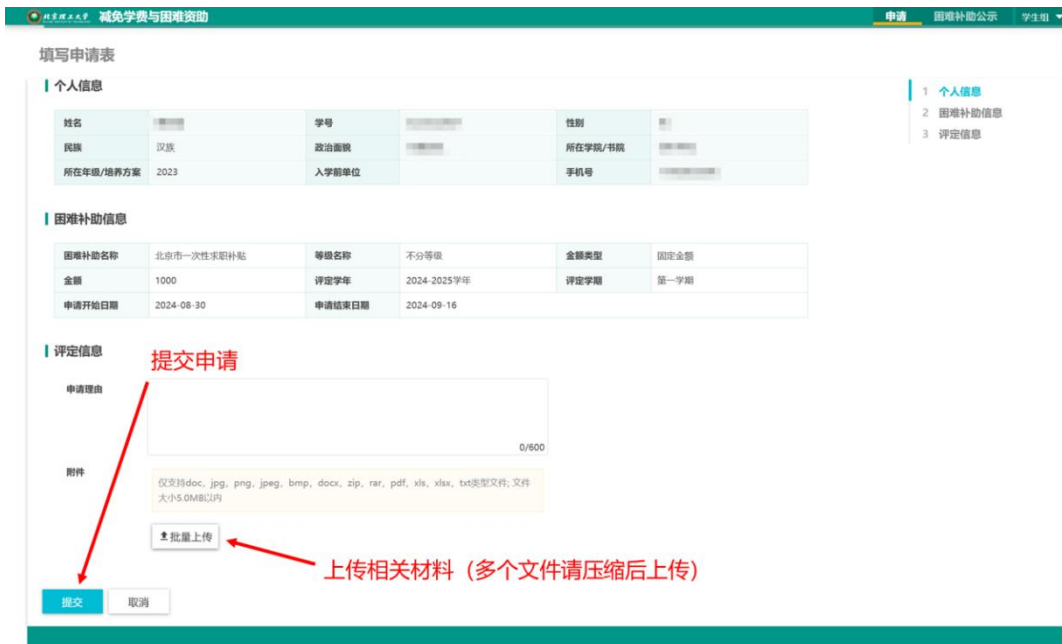 北京理工大学 减免学费与困难资助 申请 困难补助公示 学生组
填写申请表
个人信息
1 个人信息
2 困难补助信息
3 评定信息
姓名 学号 性别
民族 汉族 政治面貌 所在学院/书院
所在年级/培养方案 2023 入学前单位 手机号
困难补助信息
困难补助名称 北京市一次性求职补贴 等级名称 不分等级 金额类型 固定金额
金额 1000 评定学年 2024-2025学年 评定学期 第一学期
申请开始日期 2024-08-30 申请结束日期 2024-09-16
评定信息
提交申请
申请理由
0/600
附件
仅支持doc, jpg, png, jpeg, bmp, docx, zip, rar, pdf, xls, xlsx, txt类型文件; 文件
大小5.0MB以内
批量上传
上传相关材料（多个文件请压缩后上传）
提交 取消